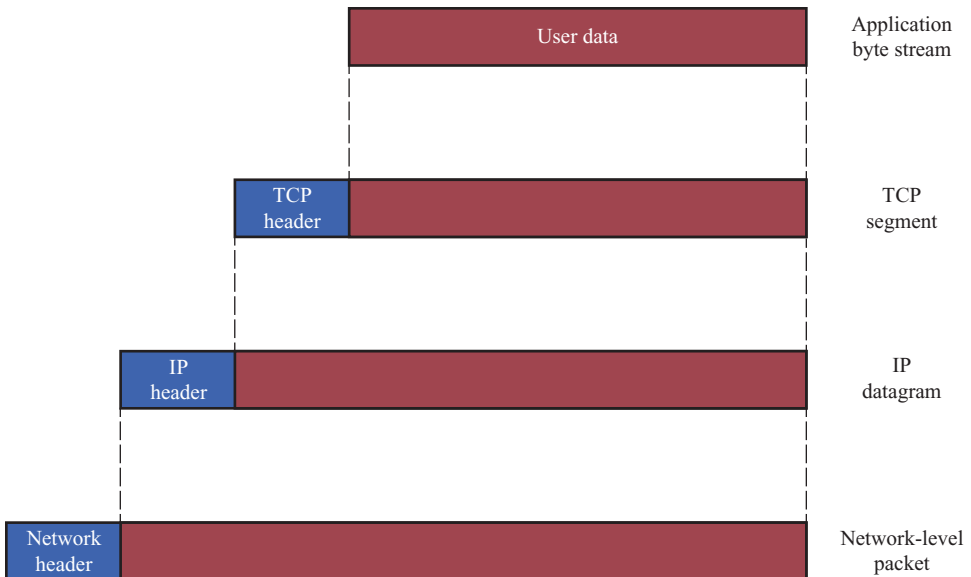 User data
Application
byte stream
TCP
header
TCP
segment
IP
header
IP
datagram
Network
header
Network-level
packet